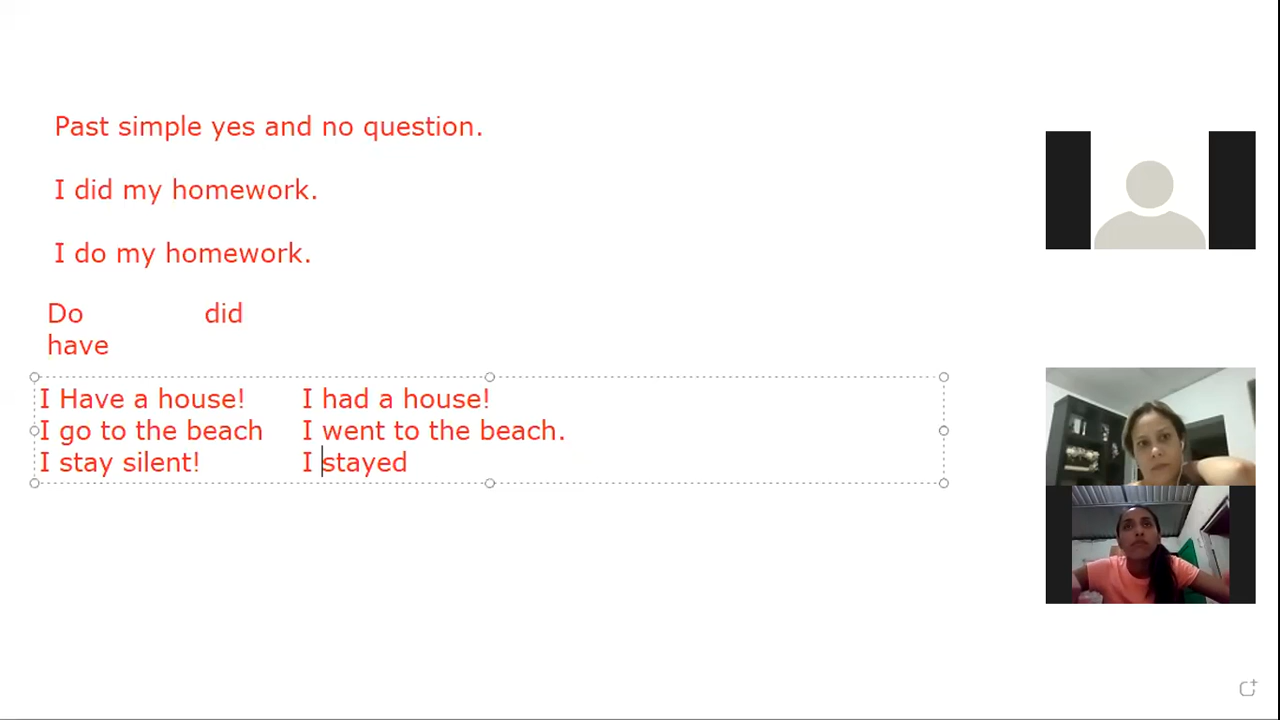 Past simple yes and no question.
I did my homework.
I do my homework.
Do did
have
I Have a house! I had a house!
I go to the beach I went to the beach.
I stay silent! I stayed